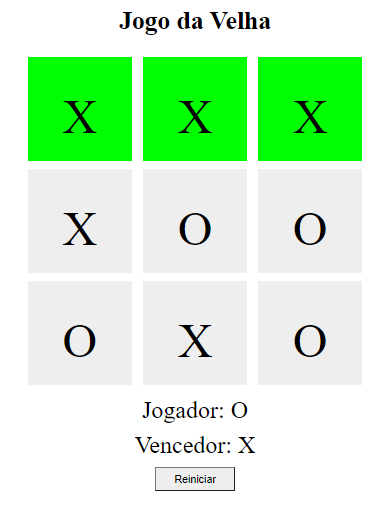 Jogo da Velha
X X X
X O O
O X O
Jogador: O
Vencedor: X
Reiniciar